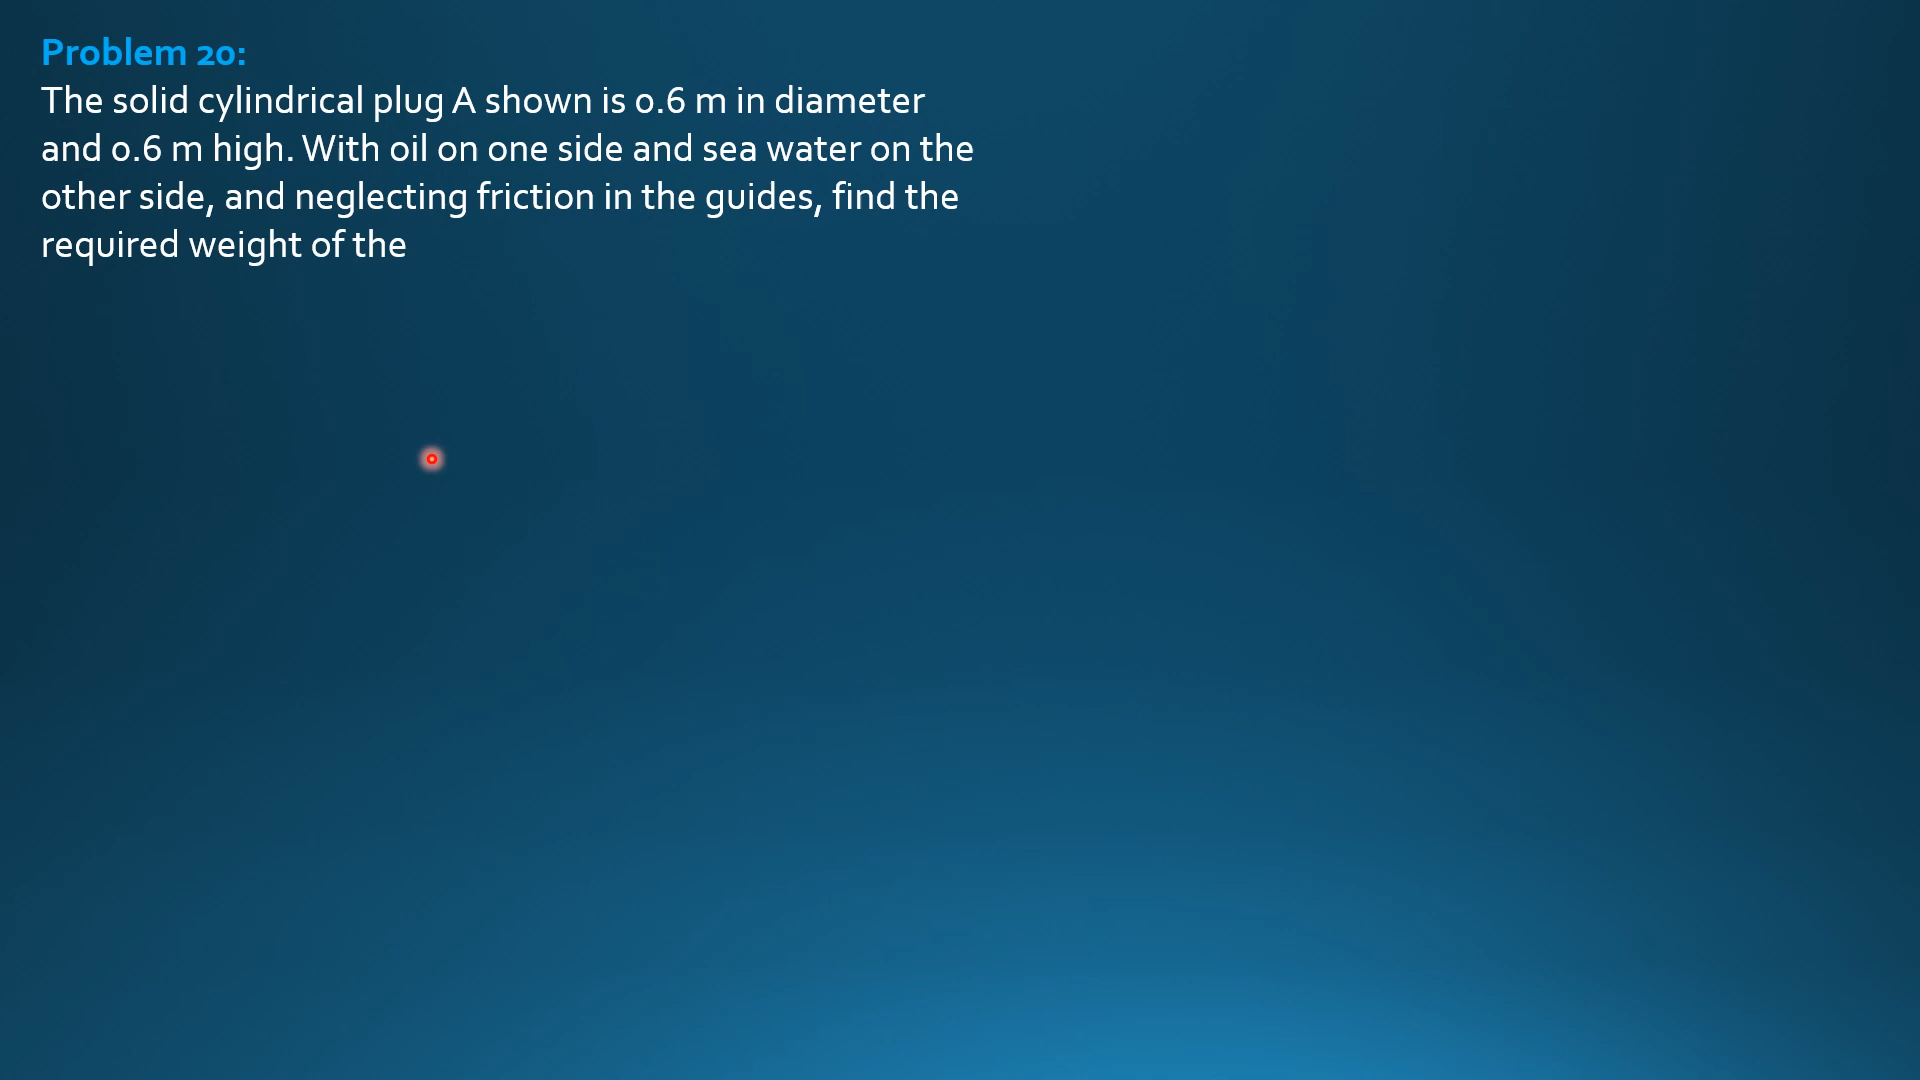 Problem 20:
The solid cylindrical plug A shown is 0.6 m in diameter
and 0.6 m high. With oil on one side and sea water on the
other side, and neglecting friction in the guides, find the
required weight of the